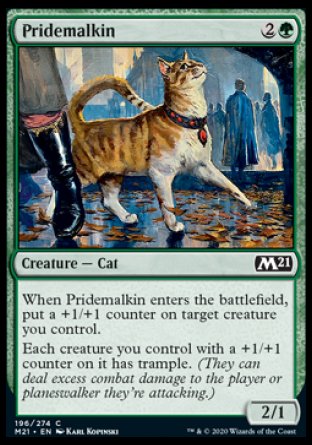 Pridemalkin 2
Creature — Cat M21
When Pridemalkin enters the battlefield,
put a +1/+1 counter on target creature
you control.
Each creature you control with a +1/+1
counter on it has trample. (They can
deal excess combat damage to the player or
planeswalker they're attacking.)
2/1
196/274 C
M21 • EN KARL KOPINSKI ™ & © 2020 Wizards of the Coast